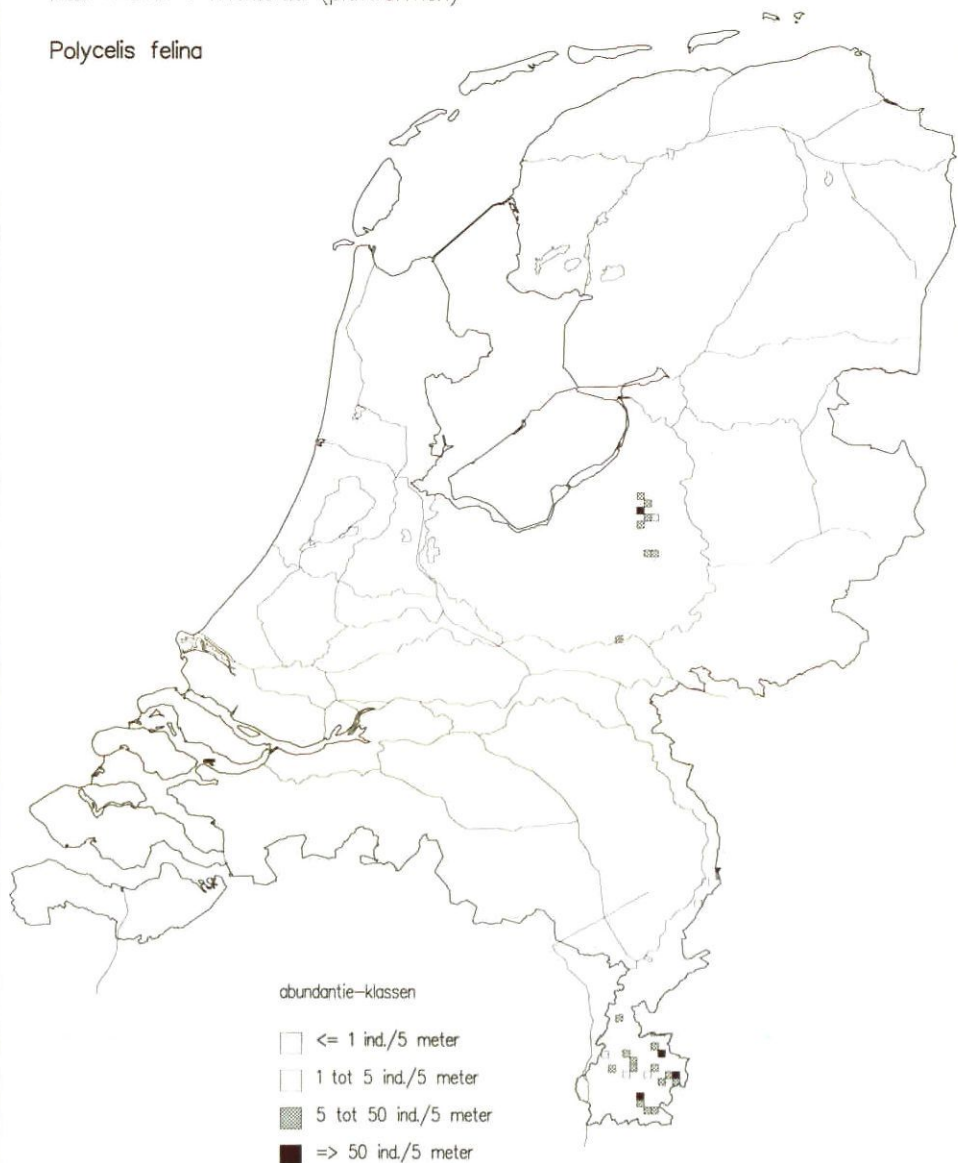 Polycelis felina
abundantie-klassen
<= 1 ind./5 meter
1 tot 5 ind./5 meter
5 tot 50 ind./5 meter
=> 50 ind./5 meter